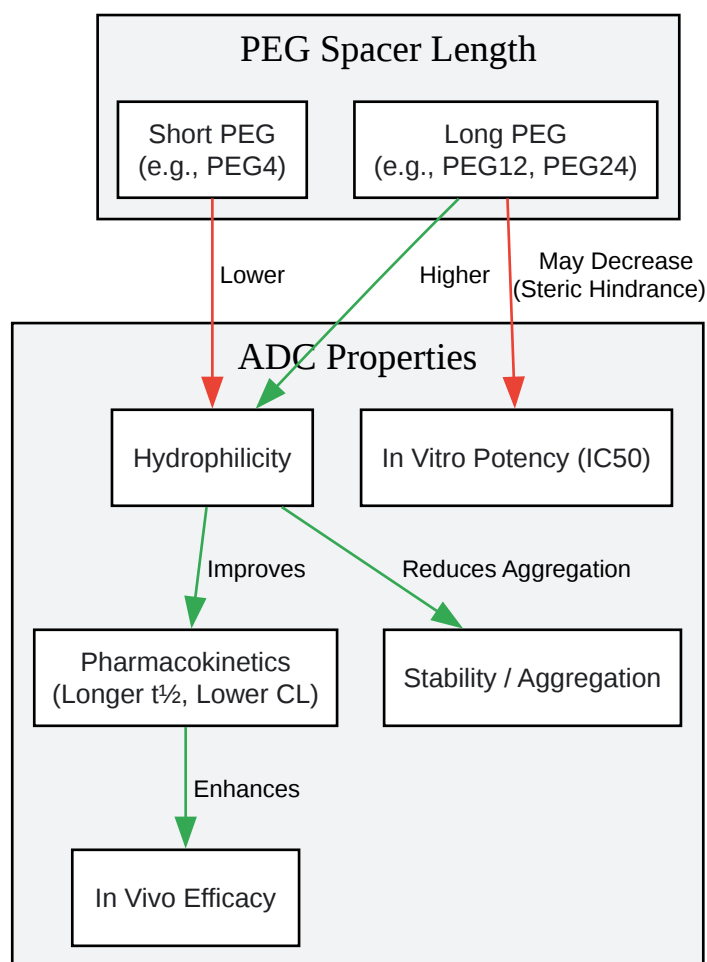 PEG Spacer Length
Short PEG
(e.g., PEG4)
Long PEG
(e.g., PEG12, PEG24)
Lower
Higher
May Decrease
(Steric Hindrance)
ADC Properties
Hydrophilicity
In Vitro Potency (IC50)
Improves
Reduces Aggregation
Pharmacokinetics
(Longer t½, Lower CL)
Stability / Aggregation
Enhances
In Vivo Efficacy